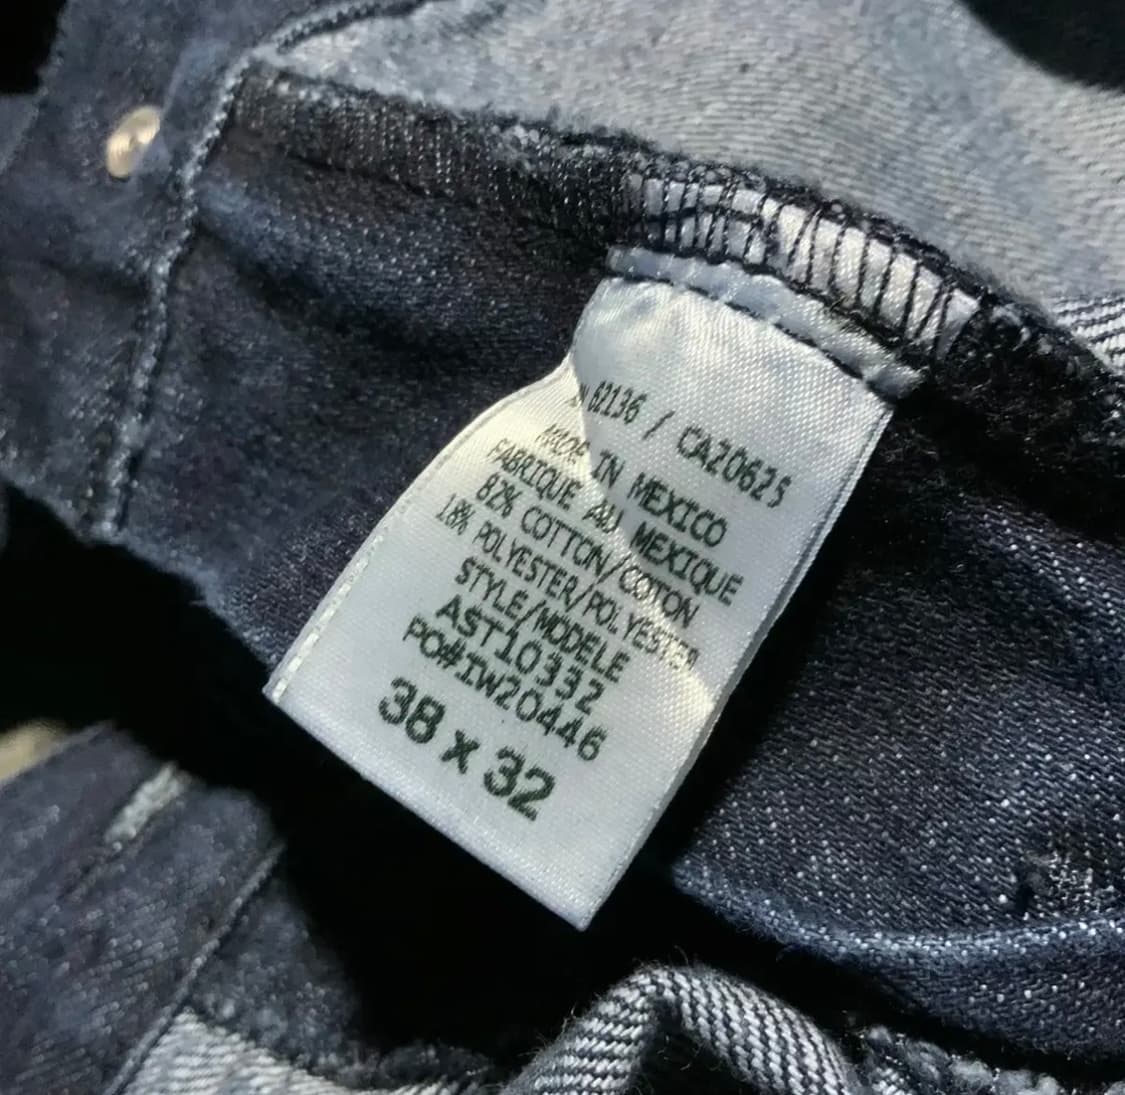 62136 / CA20625
MADE IN MEXICO
FABRIQUE AU MEXIQUE
82% COTTON/COTON
18% POLYESTER/POLYESTER
STYLE/MODELE
AST10332
PO#IW20446
38 x 32